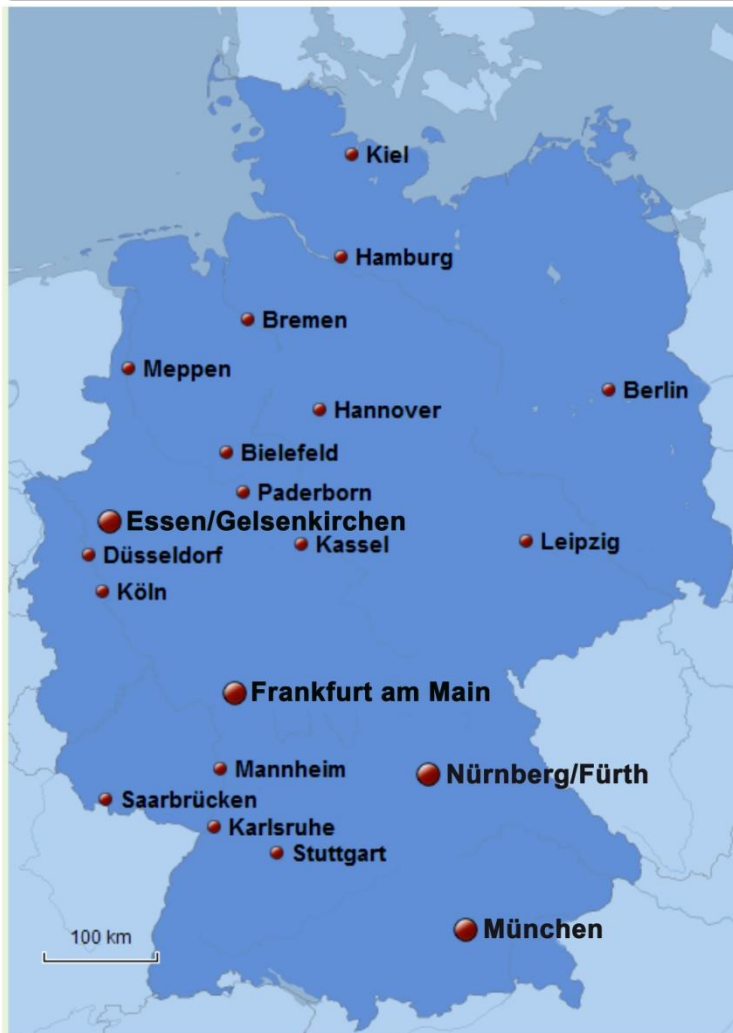 Kiel
Hamburg
Bremen
Meppen
Berlin
Hannover
Bielefeld
Paderborn
Essen/Gelsenkirchen
Kassel
Leipzig
Düsseldorf
Köln
Frankfurt am Main
Mannheim
Nürnberg/Fürth
Saarbrücken
Karlsruhe
Stuttgart
München
100 km